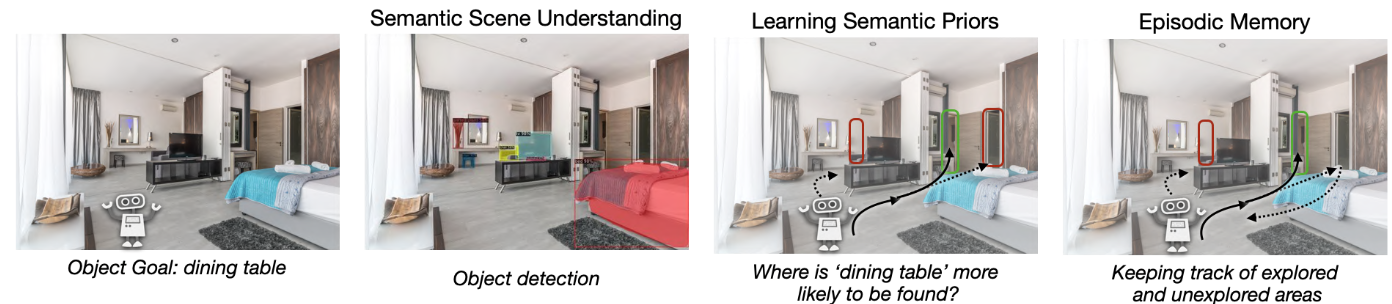 Semantic Scene Understanding
Learning Semantic Priors
Episodic Memory
Object Goal: dining table
Object detection
Where is ‘dining table’ more
likely to be found?
Keeping track of explored
and unexplored areas